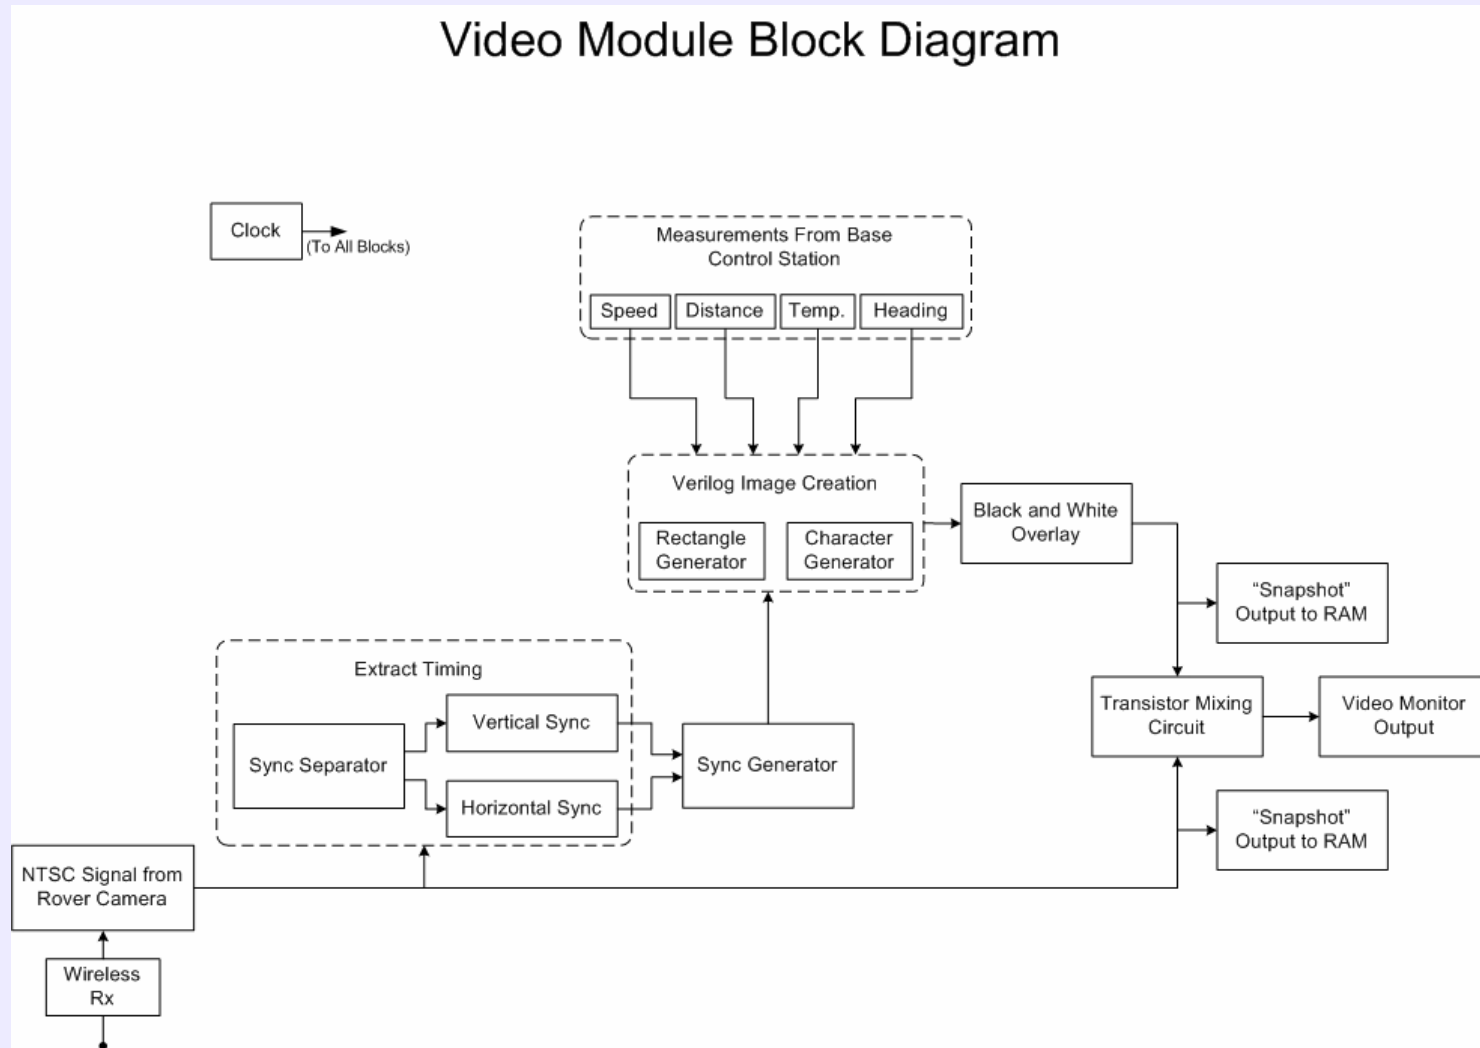 Video Module Block Diagram
Clock
(To All Blocks)
Measurements From Base
Control Station
Speed
Distance
Temp.
Heading
Verilog Image Creation
Rectangle
Generator
Character
Generator
Black and White
Overlay
“Snapshot”
Output to RAM
Extract Timing
Vertical Sync
Sync Separator
Horizontal Sync
Sync Generator
Transistor Mixing
Circuit
Video Monitor
Output
“Snapshot”
Output to RAM
NTSC Signal from
Rover Camera
Wireless
Rx